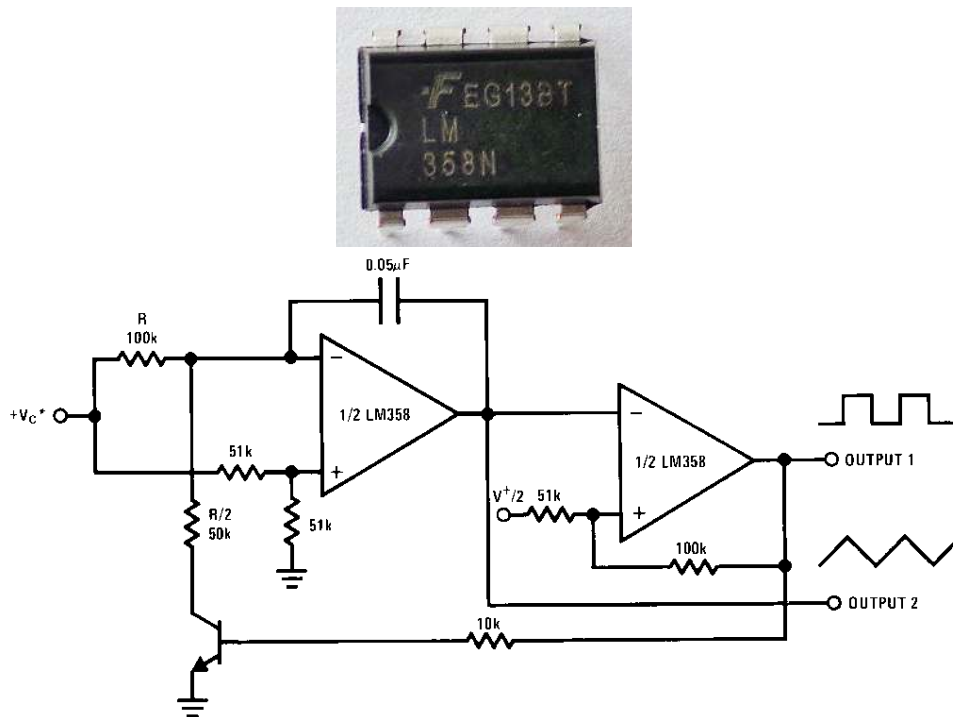 F EG13BT
LM
358N
0.05µF
R
100k
+VC*
1/2 LM358
51k
51k
R/2
50k
V+/2
51k
1/2 LM358
100k
10k
OUTPUT 1
OUTPUT 2
−
+
−
+